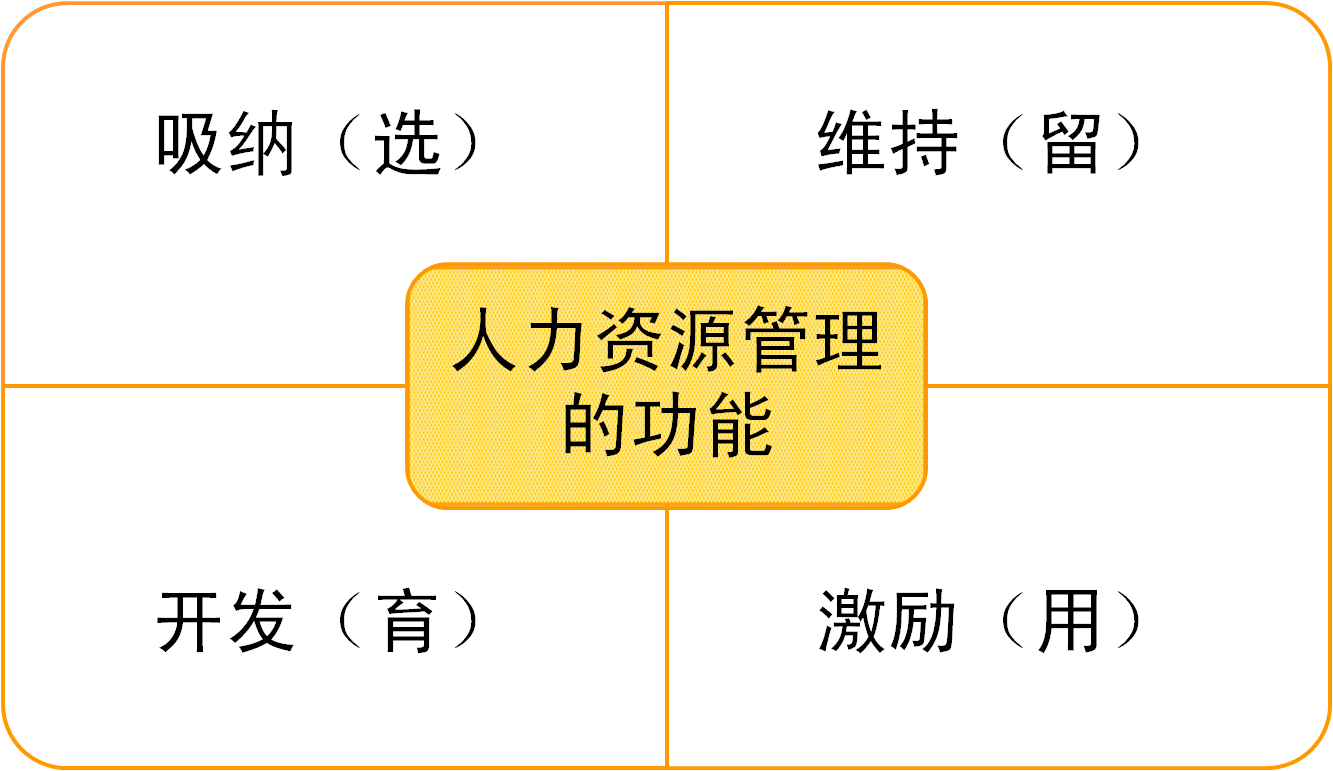 吸纳（选）
维持（留）
人力资源管理
的功能
开发（育）
激励（用）